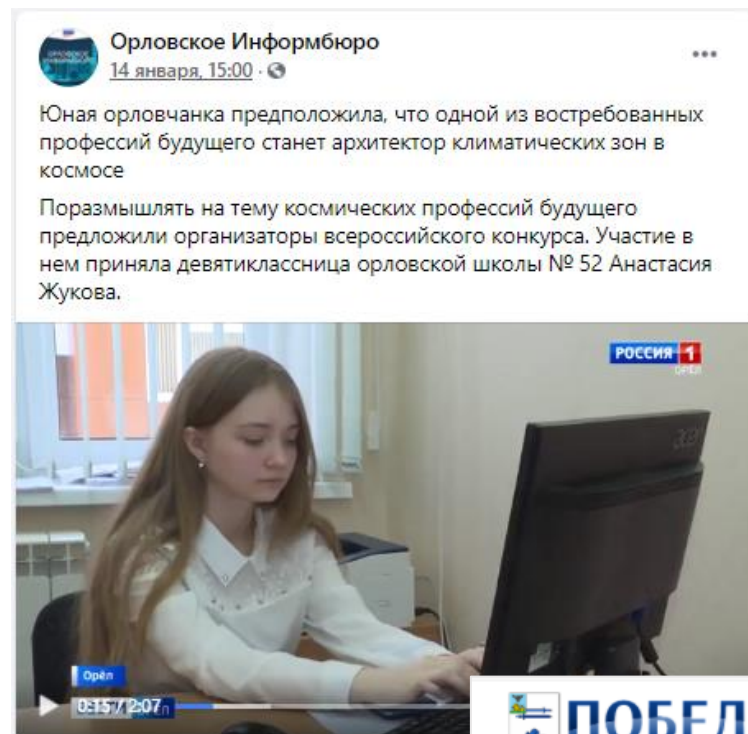 Орловское Информбюро
14 января, 15:00 ·
Юная орловчанка предположила, что одной из востребованных
профессий будущего станет архитектор климатических зон в
космосе
Поразмышлять на тему космических профессий будущего
предложили организаторы всероссийского конкурса. Участие в
нем приняла девятиклассница орловской школы № 52 Анастасия
Жукова.
РОССИЯ 1
ОРЁЛ
Орёл
0:15 / 2:07
ПОБЕД